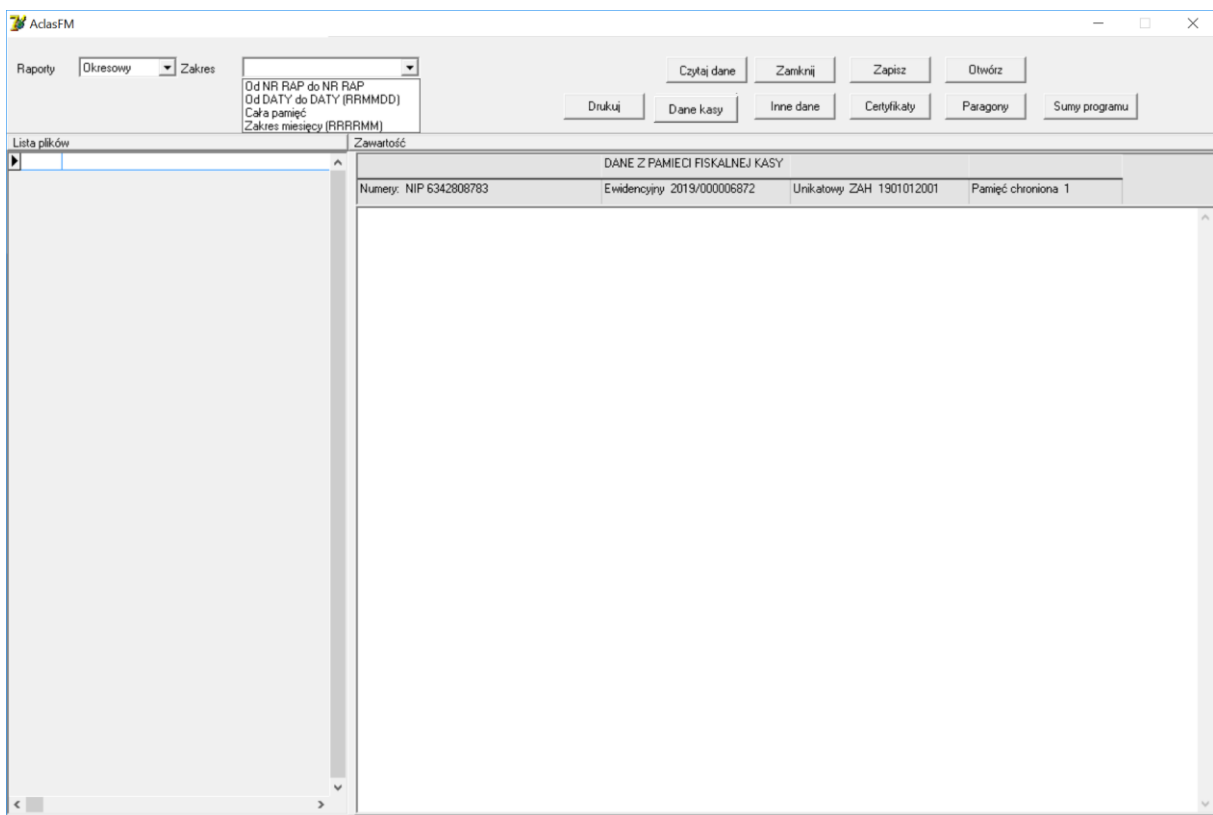 AclasFM
Raporty Okresowy Zakres
Od NR RAP do NR RAP
Od DATY do DATY (RRMMDD)
Cała pamięć
Zakres miesięcy (RRRRMM)
Czytaj dane Zamknij Zapisz Otwórz
Drukuj Dane kasy Inne dane Certyfikaty Paragony Sumy programu
Lista plików Zawartość
DANE Z PAMIECI FISKALNEJ KASY
Numery: NIP 6342808783 Ewidencyjny 2019/000006872 Unikatowy ZAH 1901012001 Pamięć chroniona 1